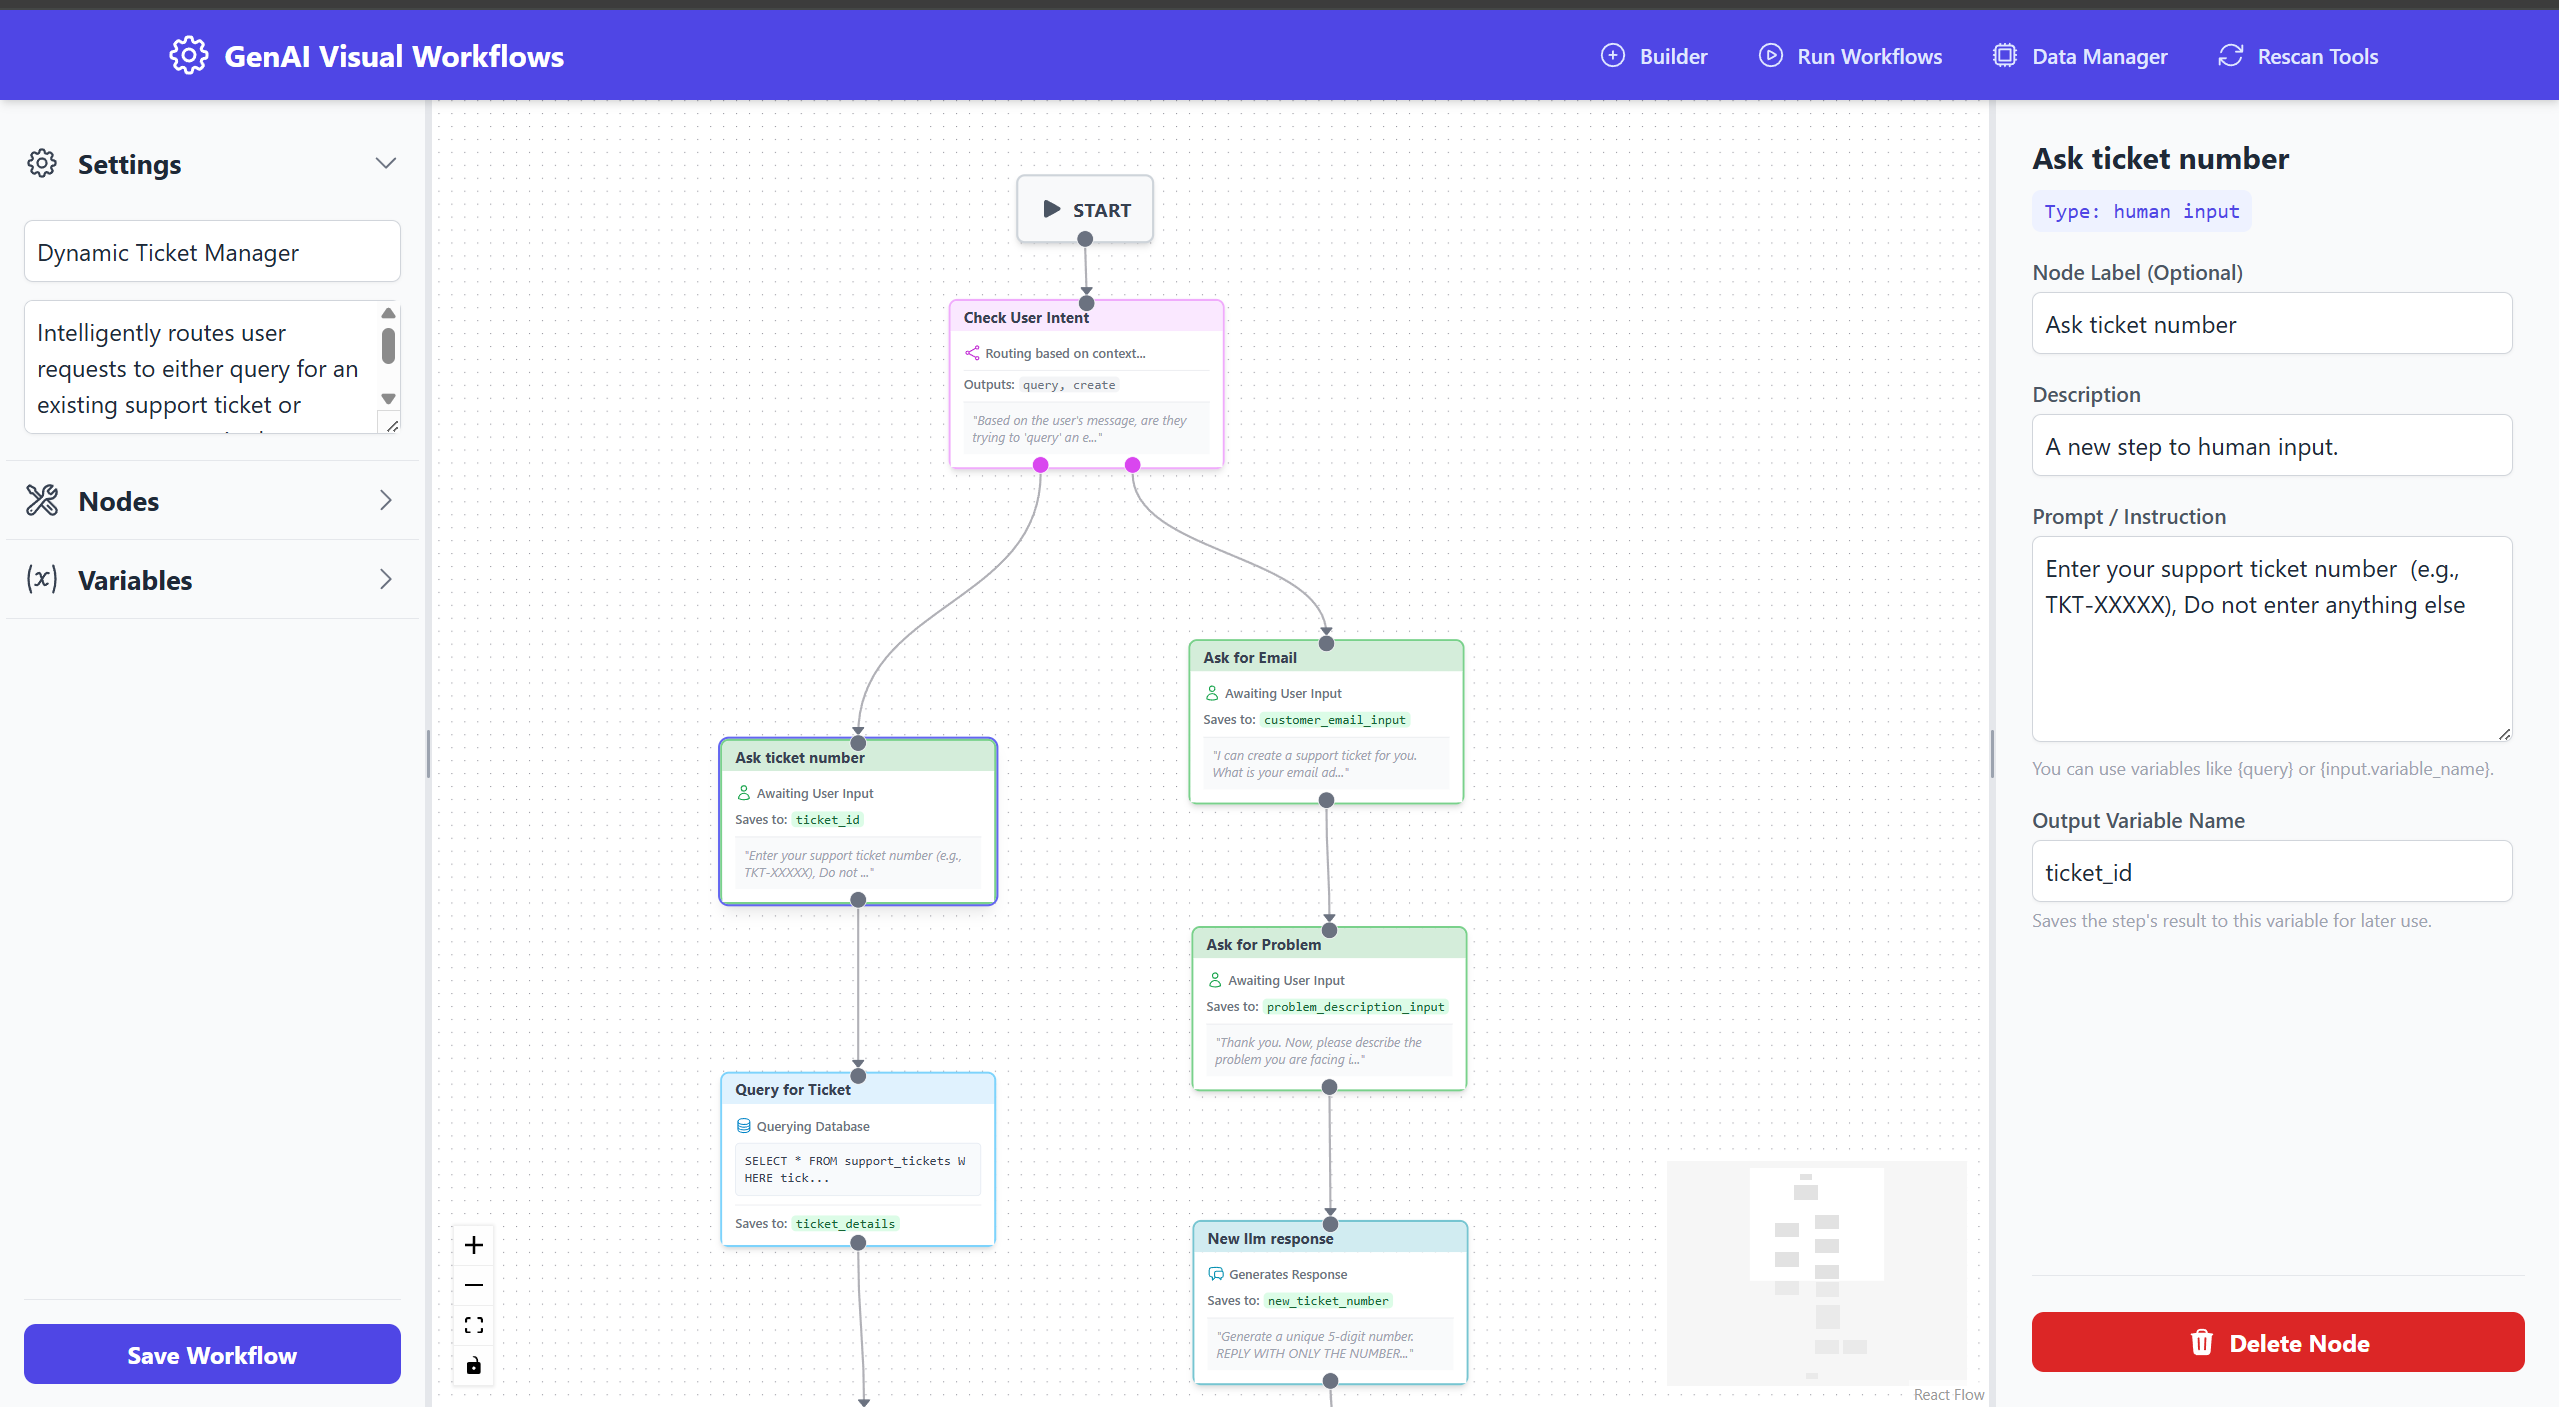 GenAI Visual Workflows
Builder
Run Workflows
Data Manager
Rescan Tools
Settings
Dynamic Ticket Manager
Intelligently routes user
requests to either query for an
existing support ticket or
Nodes
Variables
Save Workflow
START
Check User Intent
Routing based on context...
Outputs: query, create
"Based on the user's message, are they
trying to 'query' an e..."
Ask for Email
Awaiting User Input
Saves to: customer_email_input
"I can create a support ticket for you.
What is your email ad..."
Ask ticket number
Awaiting User Input
Saves to: ticket_id
"Enter your support ticket number (e.g.,
TKT-XXXXX), Do not ..."
Ask for Problem
Awaiting User Input
Saves to: problem_description_input
"Thank you. Now, please describe the
problem you are facing i..."
Query for Ticket
Querying Database
SELECT * FROM support_tickets W
HERE tick...
Saves to: ticket_details
New llm response
Generates Response
Saves to: new_ticket_number
"Generate a unique 5-digit number.
REPLY WITH ONLY THE NUMBER..."
React Flow
Ask ticket number
Type: human input
Node Label (Optional)
Ask ticket number
Description
A new step to human input.
Prompt / Instruction
Enter your support ticket number  (e.g.,
TKT-XXXXX), Do not enter anything else
You can use variables like {query} or {input.variable_name}.
Output Variable Name
ticket_id
Saves the step's result to this variable for later use.
Delete Node